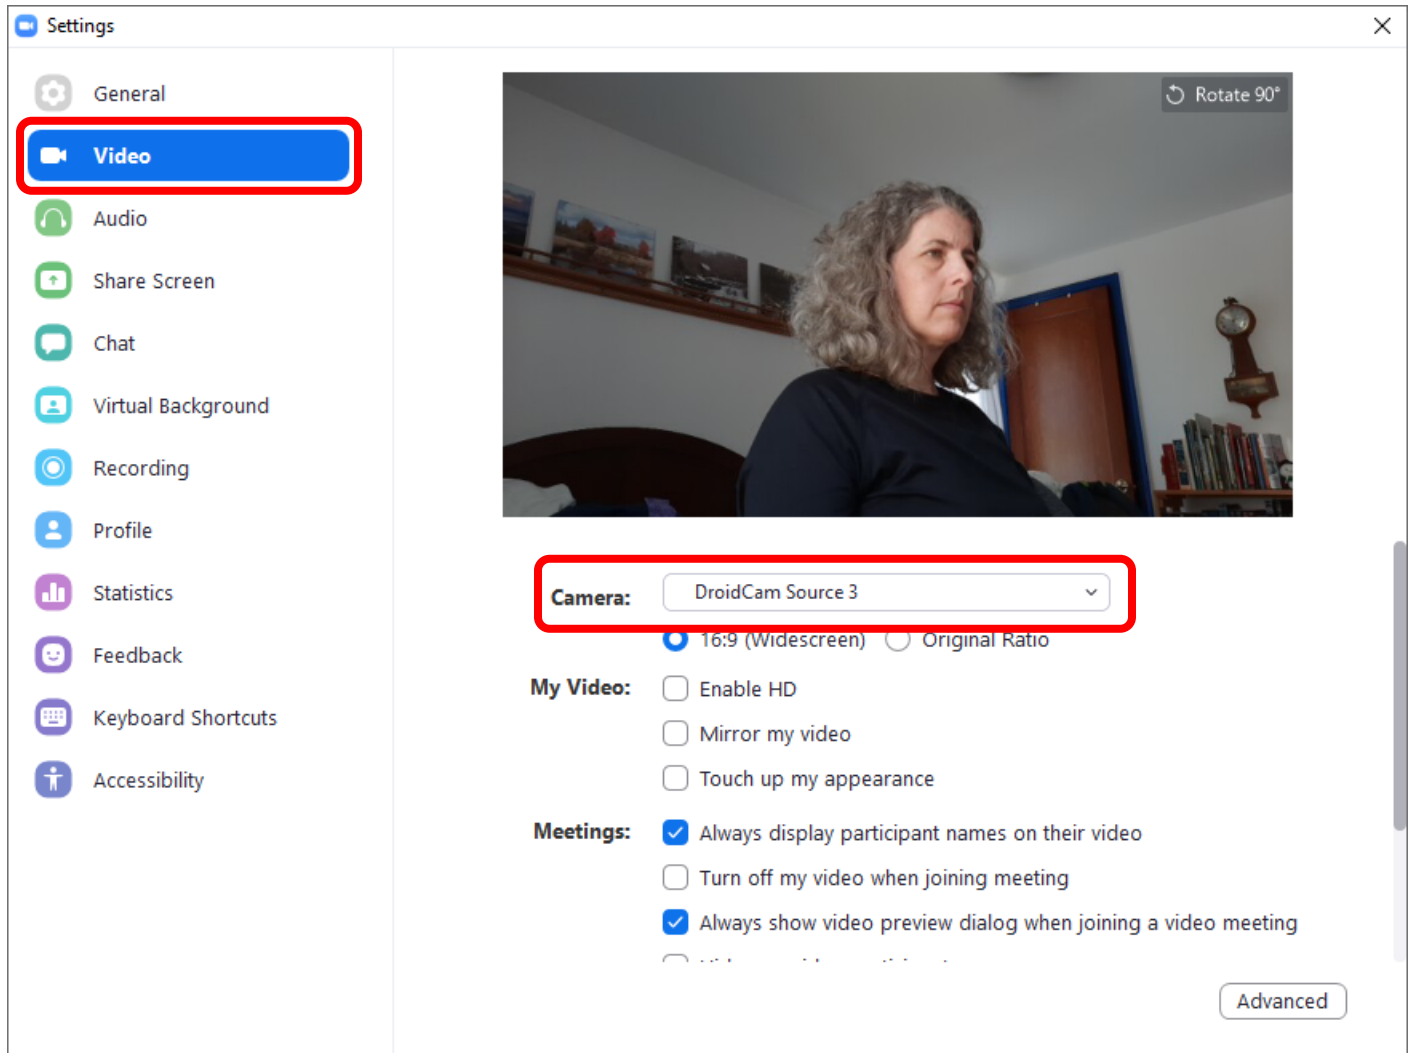 Settings
General
Video
Audio
Share Screen
Chat
Virtual Background
Recording
Profile
Statistics
Feedback
Keyboard Shortcuts
Accessibility
Rotate 90°
Camera: DroidCam Source 3
16:9 (Widescreen) Original Ratio
My Video: Enable HD
Mirror my video
Touch up my appearance
Meetings: Always display participant names on their video
Turn off my video when joining meeting
Always show video preview dialog when joining a video meeting
Advanced